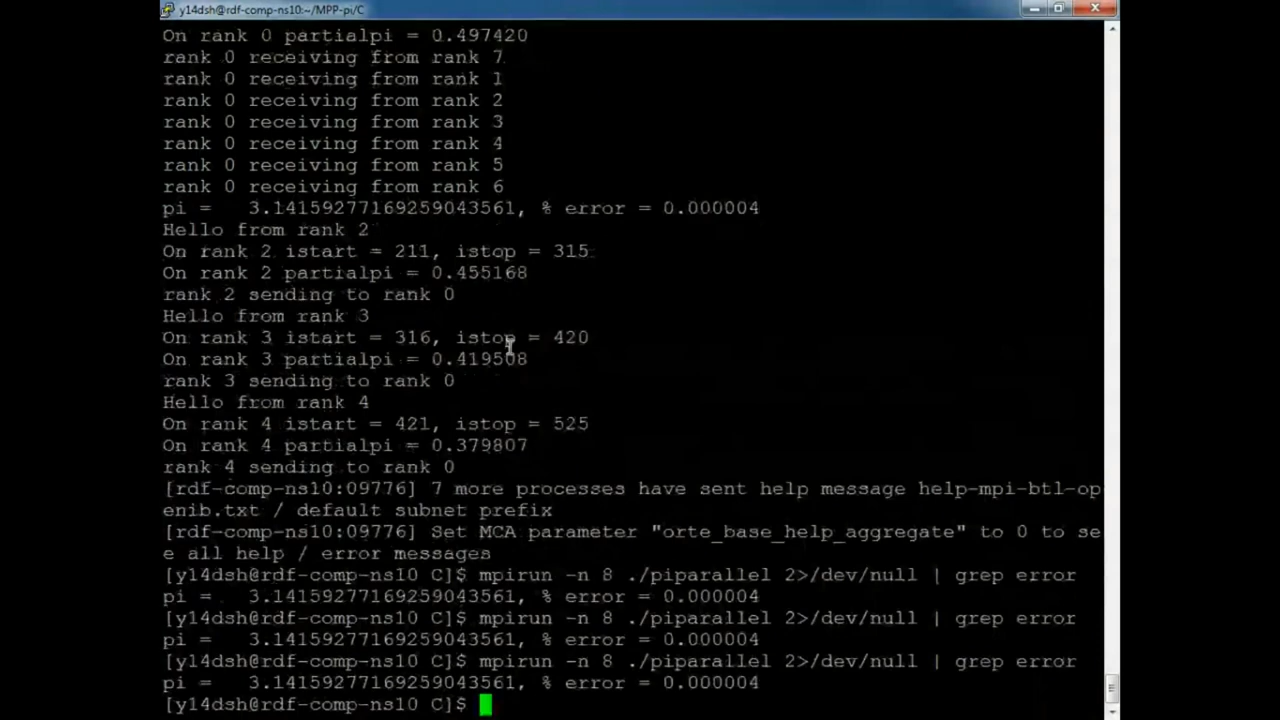 y14dsh@rdf-comp-ns10:~/MPP-pi/C
On rank 0 partialpi = 0.497420
rank 0 receiving from rank 7
rank 0 receiving from rank 1
rank 0 receiving from rank 2
rank 0 receiving from rank 3
rank 0 receiving from rank 4
rank 0 receiving from rank 5
rank 0 receiving from rank 6
pi =   3.14159277169259043561, % error = 0.000004
Hello from rank 2
On rank 2 istart = 211, istop = 315
On rank 2 partialpi = 0.455168
rank 2 sending to rank 0
Hello from rank 3
On rank 3 istart = 316, istop = 420
On rank 3 partialpi = 0.419508
rank 3 sending to rank 0
Hello from rank 4
On rank 4 istart = 421, istop = 525
On rank 4 partialpi = 0.379807
rank 4 sending to rank 0
[rdf-comp-ns10:09776] 7 more processes have sent help message help-mpi-btl-op
enib.txt / default subnet prefix
[rdf-comp-ns10:09776] Set MCA parameter "orte_base_help_aggregate" to 0 to se
e all help / error messages
[y14dsh@rdf-comp-ns10 C]$ mpirun -n 8 ./piparallel 2>/dev/null | grep error
pi =   3.14159277169259043561, % error = 0.000004
[y14dsh@rdf-comp-ns10 C]$ mpirun -n 8 ./piparallel 2>/dev/null | grep error
pi =   3.14159277169259043561, % error = 0.000004
[y14dsh@rdf-comp-ns10 C]$ mpirun -n 8 ./piparallel 2>/dev/null | grep error
pi =   3.14159277169259043561, % error = 0.000004
[y14dsh@rdf-comp-ns10 C]$